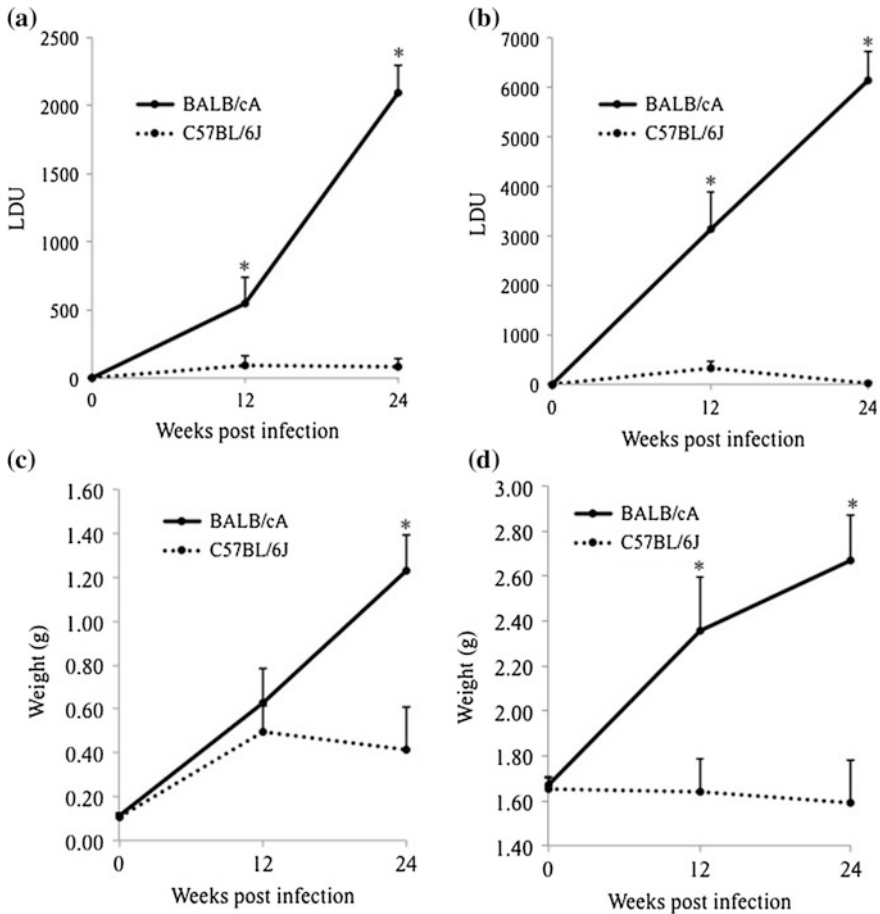 (a)
2500
2000
1500
1000
500
0
LDU
BALB/cA
C57BL/6J
*
*
0 12 24
Weeks post infection
(b)
7000
6000
5000
4000
3000
2000
1000
0
LDU
BALB/cA
C57BL/6J
*
*
0 12 24
Weeks post infection
(c)
1.60
1.40
1.20
1.00
0.80
0.60
0.40
0.20
0.00
Weight (g)
BALB/cA
C57BL/6J
*
0 12 24
Weeks post infection
(d)
3.00
2.80
2.60
2.40
2.20
2.00
1.80
1.60
1.40
Weight (g)
BALB/cA
C57BL/6J
*
*
0 12 24
Weeks post infection